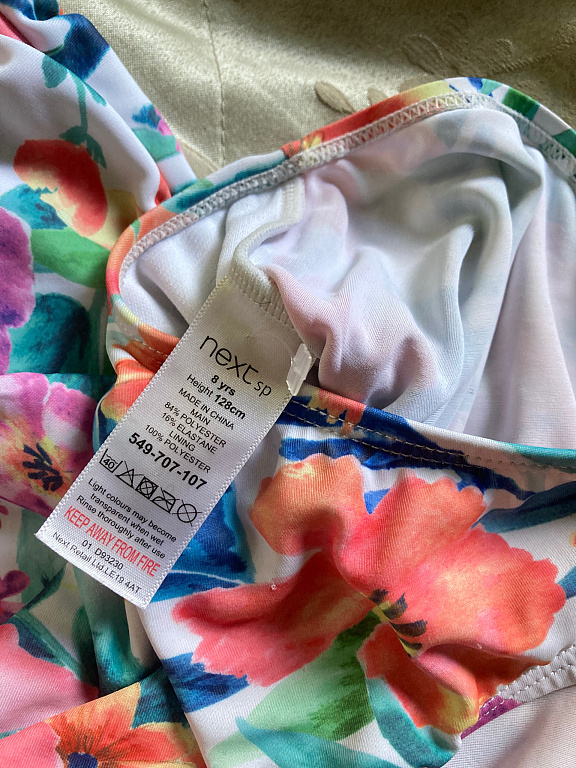 next sp
8 yrs
Height 128cm
MADE IN CHINA
MAIN
84% POLYESTER
16% ELASTANE
LINING
100% POLYESTER
549-707-107
40
Light colours may become
transparent when wet
Rinse thoroughly after use
KEEP AWAY FROM FIRE
01 D93230
Next Retail Ltd LE19 4AT